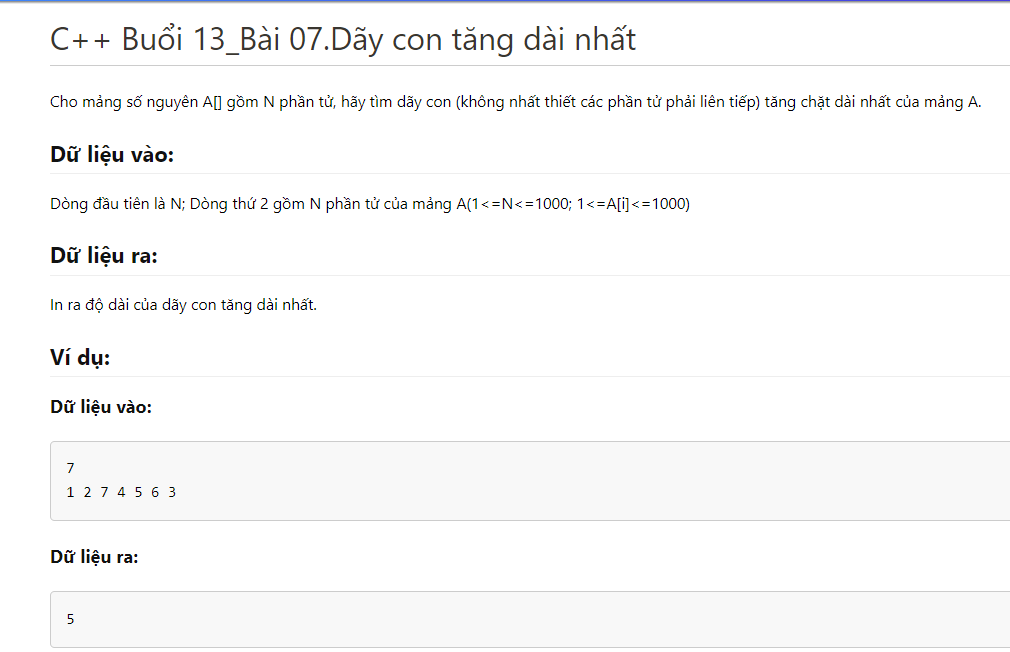 C++ Buổi 13_Bài 07.Dãy con tăng dài nhất
Cho mảng số nguyên A[] gồm N phần tử, hãy tìm dãy con (không nhất thiết các phần tử phải liên tiếp) tăng chặt dài nhất của mảng A.
Dữ liệu vào:
Dòng đầu tiên là N; Dòng thứ 2 gồm N phần tử của mảng A(1<=N<=1000; 1<=A[i]<=1000)
Dữ liệu ra:
In ra độ dài của dãy con tăng dài nhất.
Ví dụ:
Dữ liệu vào:
7
1 2 7 4 5 6 3
Dữ liệu ra:
5